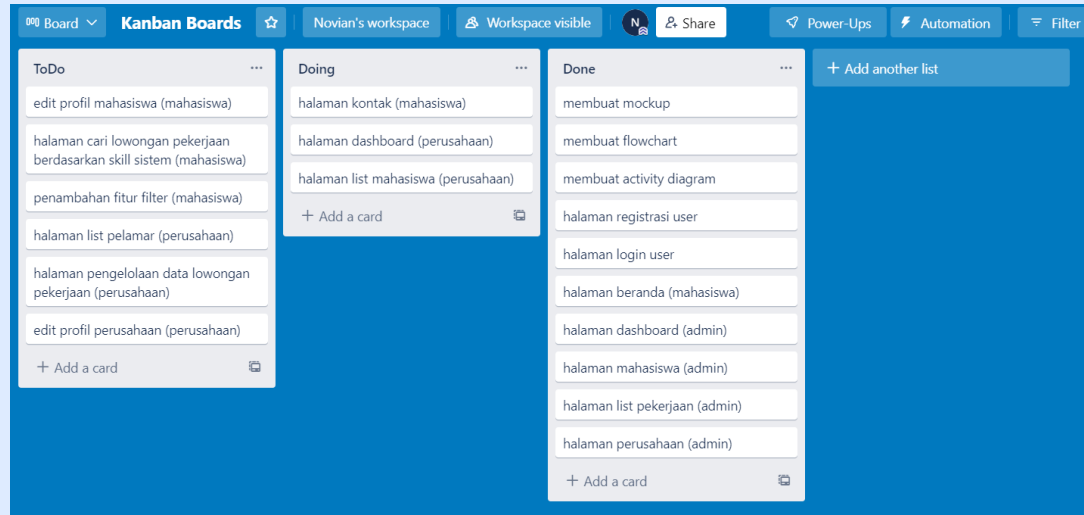 Board
Kanban Boards
Novian's workspace
Workspace visible
N
Share
Power-Ups
Automation
Filter
ToDo
edit profil mahasiswa (mahasiswa)
halaman cari lowongan pekerjaan
berdasarkan skill sistem (mahasiswa)
penambahan fitur filter (mahasiswa)
halaman list pelamar (perusahaan)
halaman pengelolaan data lowongan
pekerjaan (perusahaan)
edit profil perusahaan (perusahaan)
+ Add a card
Doing
halaman kontak (mahasiswa)
halaman dashboard (perusahaan)
halaman list mahasiswa (perusahaan)
+ Add a card
Done
membuat mockup
membuat flowchart
membuat activity diagram
halaman registrasi user
halaman login user
halaman beranda (mahasiswa)
halaman dashboard (admin)
halaman mahasiswa (admin)
halaman list pekerjaan (admin)
halaman perusahaan (admin)
+ Add a card
+ Add another list